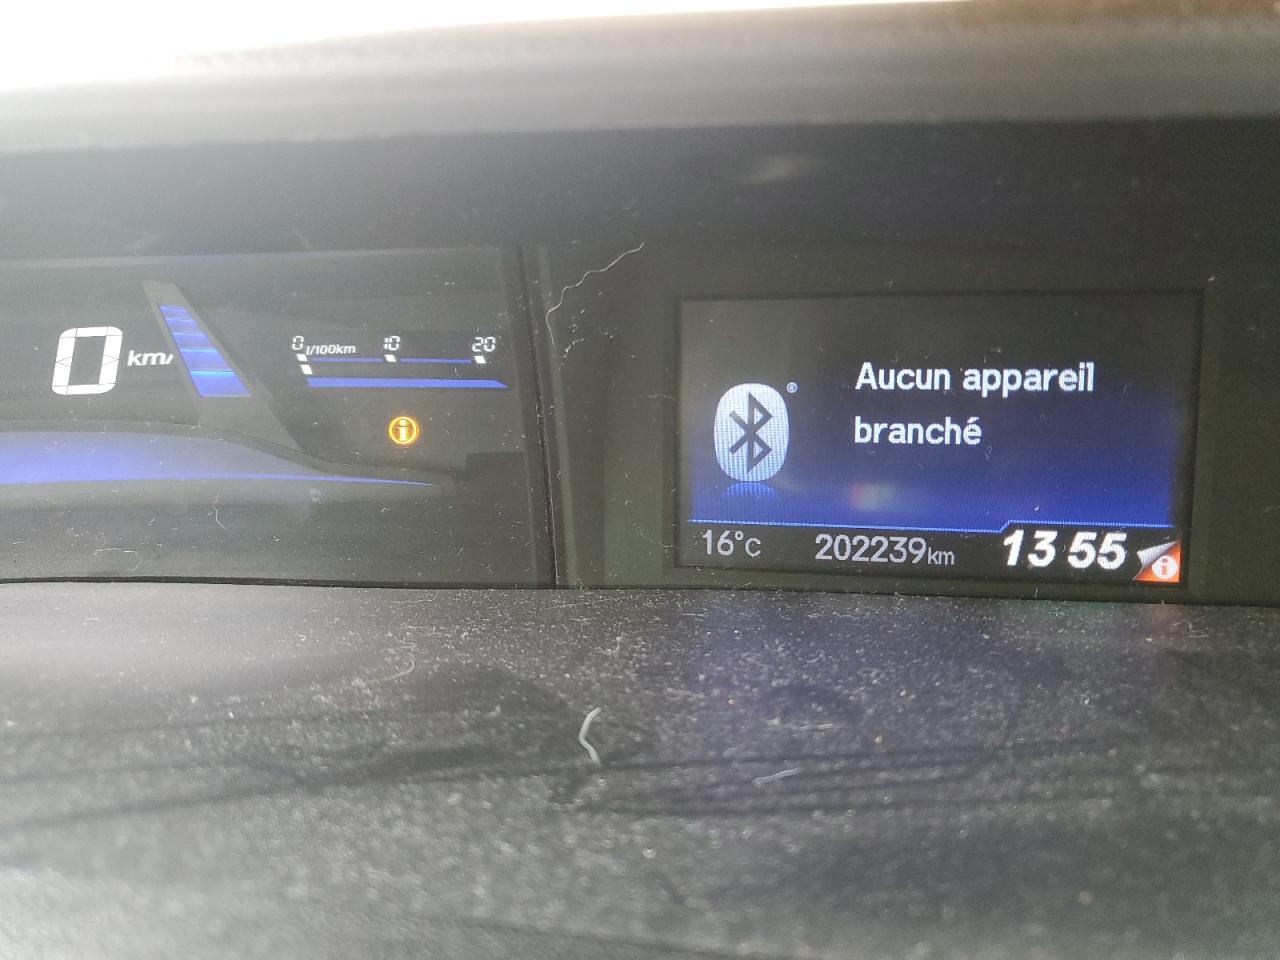 0 km/
0 l/100km 10 20
Aucun appareil
branché
16°C 202239km 13 55